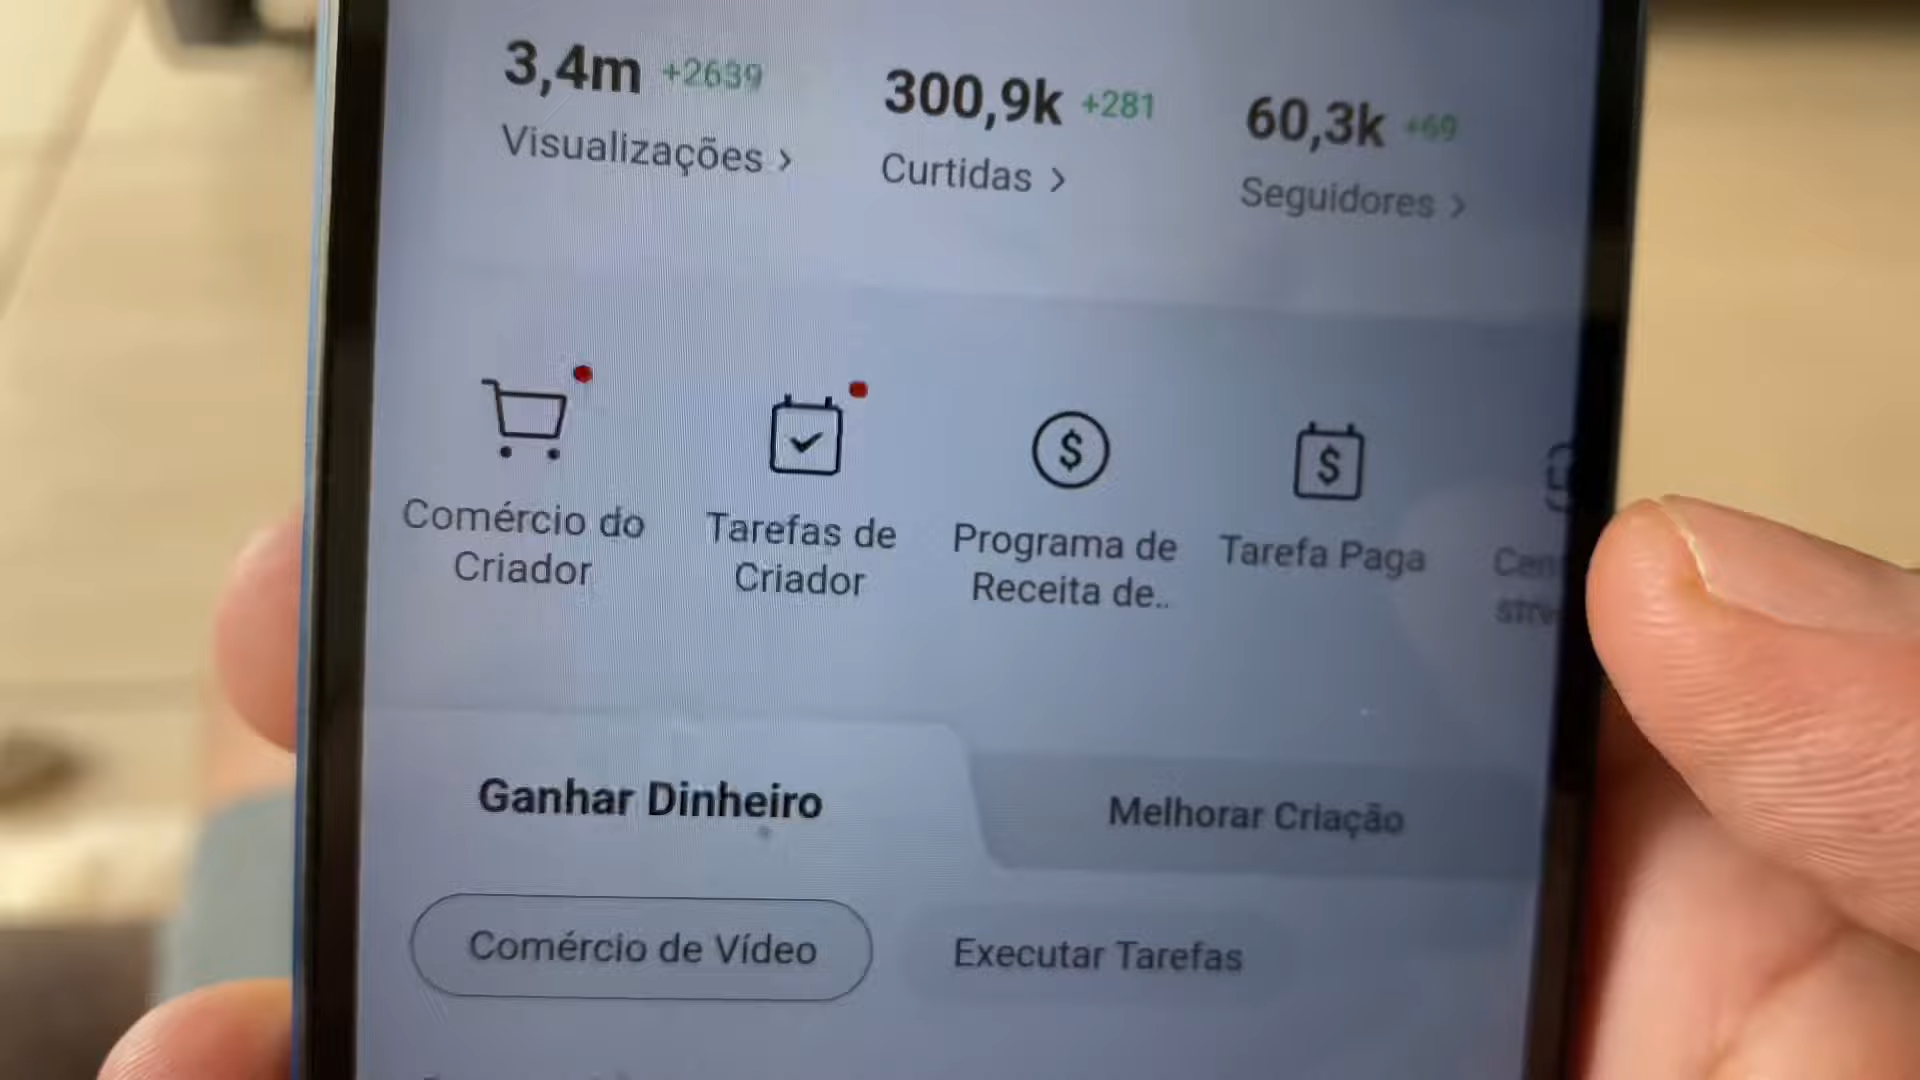 3,4m +2639
300,9k +281
60,3k +69
Visualizações >
Curtidas >
Seguidores >
Comércio do
Criador
Tarefas de
Criador
Programa de
Receita de..
Tarefa Paga
Ganhar Dinheiro
Melhorar Criação
Comércio de Vídeo
Executar Tarefas